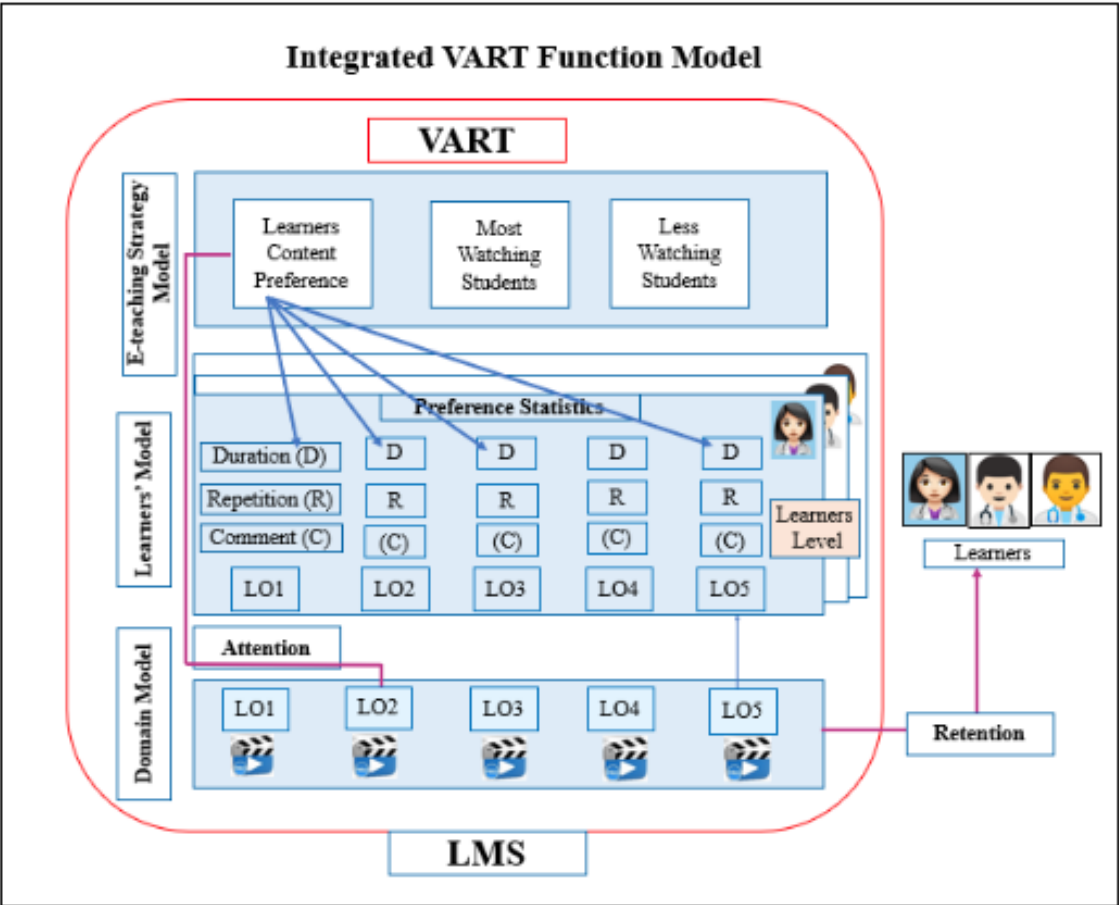 Integrated VART Function Model
VART
E-teaching Strategy
Model
Learners
Content
Preference
Most
Watching
Students
Less
Watching
Students
Learners' Model
Preference Statistics
Duration (D)
D
D
D
D
Repetition (R)
R
R
R
R
Comment (C)
(C)
(C)
(C)
(C)
LO1
LO2
LO3
LO4
LO5
Learners
Level
Learners
Attention
Domain Model
LO1
LO2
LO3
LO4
LO5
Retention
LMS